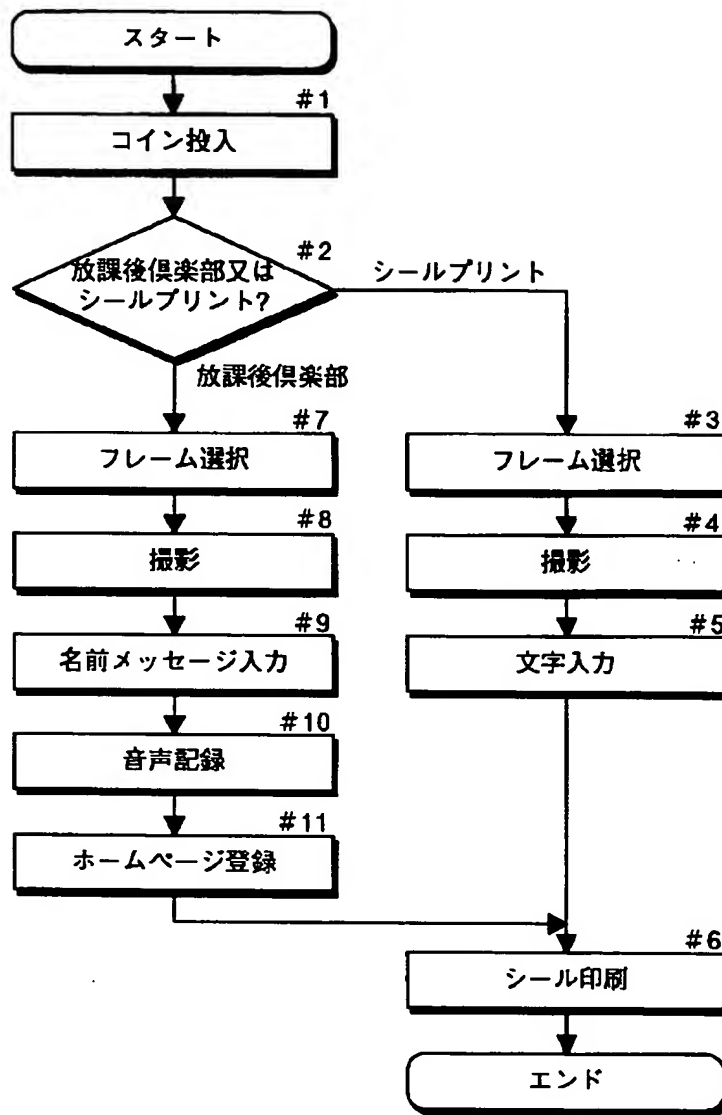 スタート
#1
コイン投入
#2
放課後倶楽部又は
シールプリント?
シールプリント
放課後倶楽部
#7
フレーム選択
#3
フレーム選択
#8
撮影
#4
撮影
#9
名前メッセージ入力
#5
文字入力
#10
音声記録
#11
ホームページ登録
#6
シール印刷
エンド